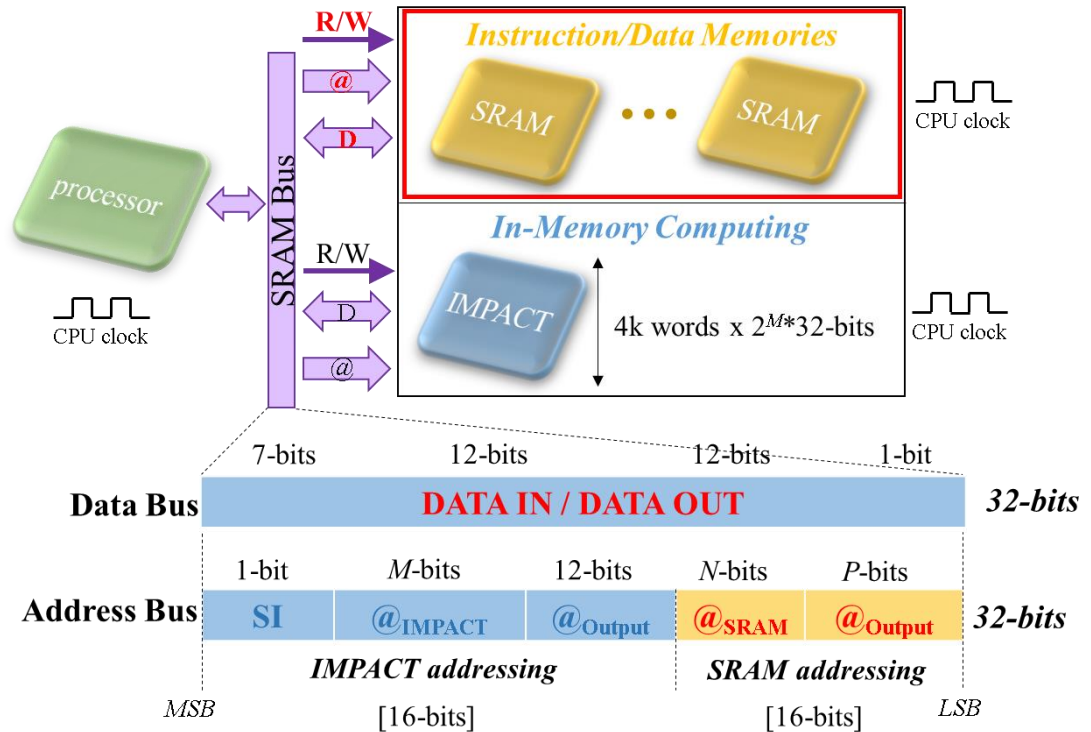 R/W
Instruction/Data Memories
@
D
SRAM
SRAM
CPU clock
processor
SRAM Bus
CPU clock
In-Memory Computing
R/W
D
@
IMPACT
4k words x 2^M*32-bits
CPU clock
7-bits 12-bits 12-bits 1-bit
Data Bus DATA IN / DATA OUT 32-bits
1-bit M-bits 12-bits N-bits P-bits
Address Bus SI @IMPACT @Output @SRAM @Output 32-bits
IMPACT addressing SRAM addressing
MSB [16-bits] [16-bits] LSB